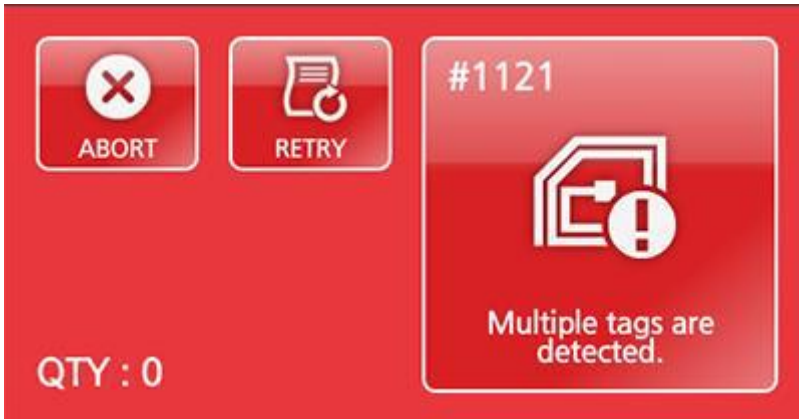 ABORT
RETRY
#1121
Multiple tags are
detected.
QTY : 0